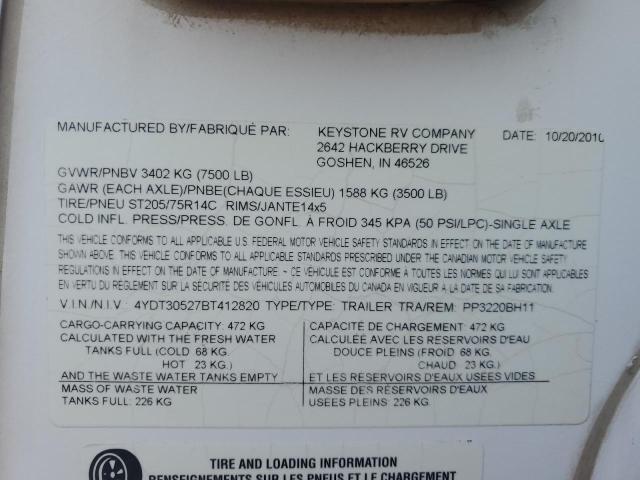 MANUFACTURED BY/FABRIQUÉ PAR: KEYSTONE RV COMPANY DATE: 10/20/2010
2642 HACKBERRY DRIVE
GOSHEN, IN 46526
GVWR/PNBV 3402 KG (7500 LB)
GAWR (EACH AXLE)/PNBE(CHAQUE ESSIEU) 1588 KG (3500 LB)
TIRE/PNEU ST205/75R14C RIMS/JANTE14x5
COLD INFL. PRESS/PRESS. DE GONFL. À FROID 345 KPA (50 PSI/LPC)-SINGLE AXLE
THIS VEHICLE CONFORMS TO ALL APPLICABLE U.S. FEDERAL MOTOR VEHICLE SAFETY STANDARDS IN EFFECT ON THE DATE OF MANUFACTURE
SHOWN ABOVE. THIS VEHICLE CONFORMS TO ALL APPLICABLE STANDARDS PRESCRIBED UNDER THE CANADIAN MOTOR VEHICLE SAFETY
REGULATIONS IN EFFECT ON THE DATE OF MANUFACTURE ~ CE VÉHICULE EST CONFORME À TOUTES LES NORMES QUI LUI SONT APPLICABLES
EN VERTU DU RÈGLEMENT SUR LA SÉCURITÉ DES VÉHICULES AUTOMOBILES DU CANADA EN VIGUEUR À LA DATE DE SA FABRICATION.
V.I.N./N.I.V.: 4YDT30527BT412820 TYPE/TYPE: TRAILER TRA/REM: PP3220BH11
CARGO-CARRYING CAPACITY: 472 KG
CALCULATED WITH THE FRESH WATER
TANKS FULL (COLD 68 KG.
HOT 23 KG.)
AND THE WASTE WATER TANKS EMPTY
MASS OF WASTE WATER
TANKS FULL: 226 KG
CAPACITÉ DE CHARGEMENT: 472 KG
CALCULÉE AVEC LES RÉSERVOIRS D'EAU
DOUCE PLEINS (FROID 68 KG.
CHAUD 23 KG.)
ET LES RÉSERVOIRS D'EAUX USÉES VIDES
MASSE DES RÉSERVOIRS D'EAUX
USÉES PLEINS: 226 KG.
TIRE AND LOADING INFORMATION
RENSEIGNEMENTS SUR LES PNEUS ET LE CHARGEMENT